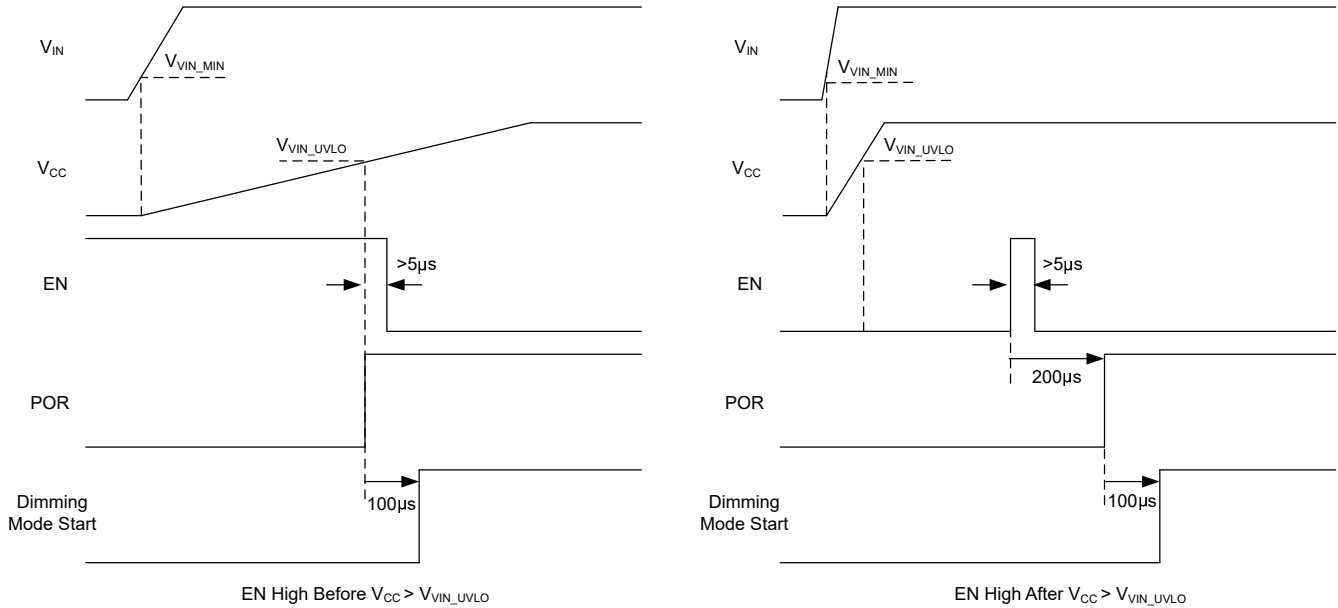 V_IN
V_VIN_MIN
V_CC
V_VIN_UVLO
EN
>5µs
POR
100µs
Dimming
Mode Start
EN High Before V_CC > V_VIN_UVLO
V_IN
V_VIN_MIN
V_CC
V_VIN_UVLO
EN
>5µs
200µs
POR
100µs
Dimming
Mode Start
EN High After V_CC > V_VIN_UVLO